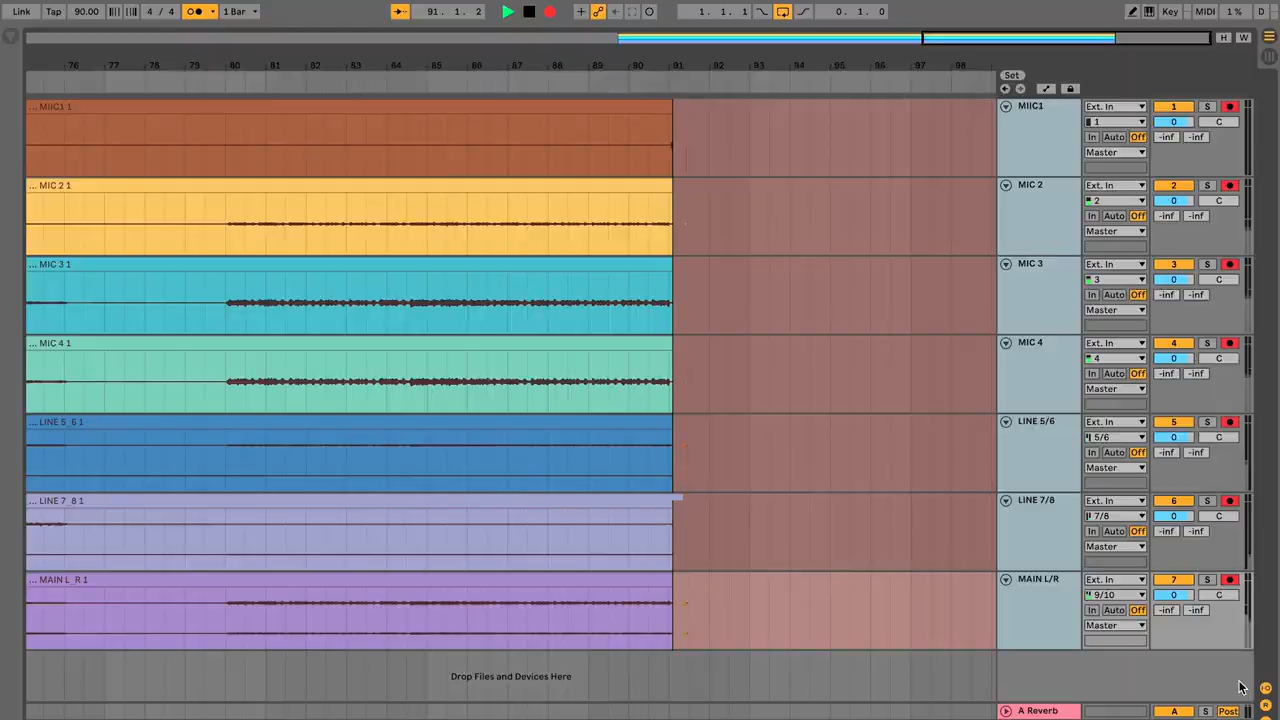 Link Tap 90.00 4 / 4 1 Bar 91. 1. 2 1. 1. 1 0. 1. 0 Key MIDI 1 % D
H W
76 77 78 79 80 81 82 83 84 85 86 87 88 89 90 91 92 93 94 95 96 97 98
Set
... MIIC1 1 MIIC1 Ext. In 1 S
1 0 C
In Auto Off -inf -inf
Master
... MIC 2 1 MIC 2 Ext. In 2 S
2 0 C
In Auto Off -inf -inf
Master
... MIC 3 1 MIC 3 Ext. In 3 S
3 0 C
In Auto Off -inf -inf
Master
... MIC 4 1 MIC 4 Ext. In 4 S
4 0 C
In Auto Off -inf -inf
Master
... LINE 5_6 1 LINE 5/6 Ext. In 5 S
5/6 0 C
In Auto Off -inf -inf
Master
... LINE 7_8 1 LINE 7/8 Ext. In 6 S
7/8 0 C
In Auto Off -inf -inf
Master
... MAIN L_R 1 MAIN L/R Ext. In 7 S
9/10 0 C
In Auto Off -inf -inf
Master
Drop Files and Devices Here
A Reverb A S Post